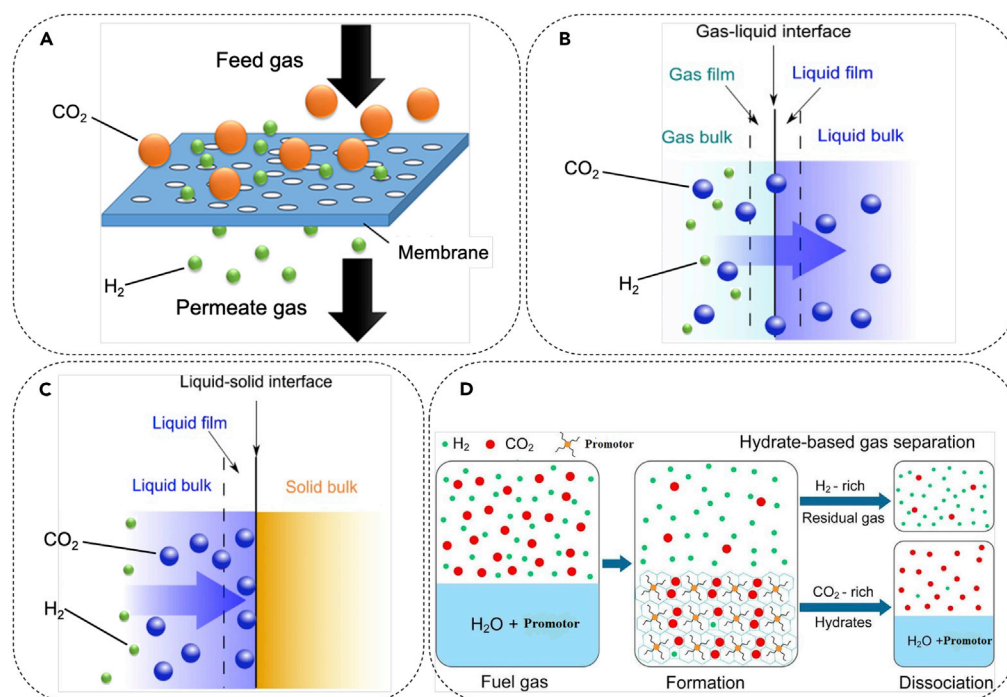 A
Feed gas
CO2
Membrane
H2
Permeate gas
B
Gas-liquid interface
Gas film
Liquid film
Gas bulk
Liquid bulk
CO2
H2
C
Liquid-solid interface
Liquid film
Liquid bulk
Solid bulk
CO2
H2
D
H2
CO2
Promotor
Hydrate-based gas separation
H2 - rich
Residual gas
CO2 - rich
Hydrates
H2O + Promotor
H2O +Promotor
Fuel gas
Formation
Dissociation